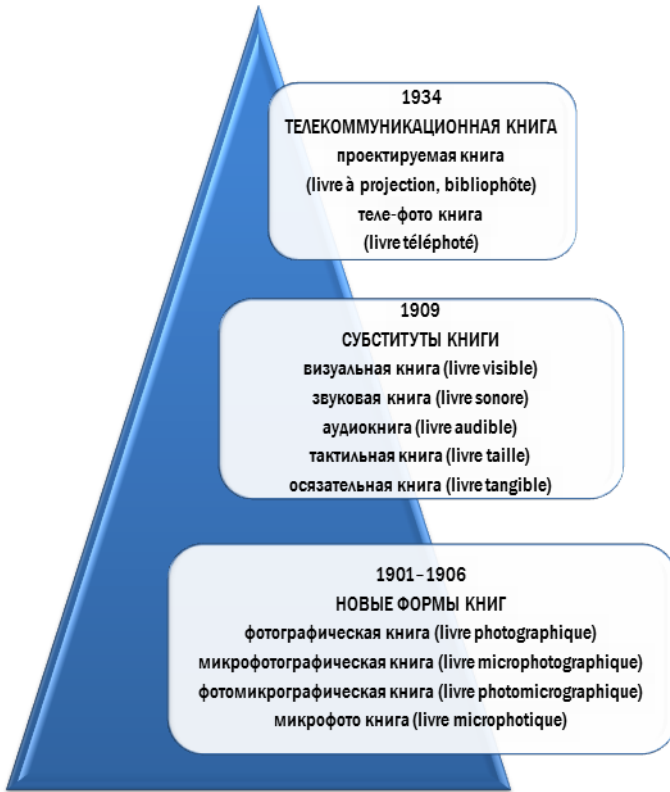 1934
ТЕЛЕКОММУНИКАЦИОННАЯ КНИГА
проектируемая книга
(livre à projection, bibliophôte)
теле-фото книга
(livre téléphoté)
1909
СУБСТИТУТЫ КНИГИ
визуальная книга (livre visible)
звуковая книга (livre sonore)
аудиокнига (livre audible)
тактильная книга (livre taille)
осязательная книга (livre tangible)
1901–1906
НОВЫЕ ФОРМЫ КНИГ
фотографическая книга (livre photographique)
микрофотографическая книга (livre microphotographique)
фотомикрографическая книга (livre photomicrographique)
микрофото книга (livre microphotique)